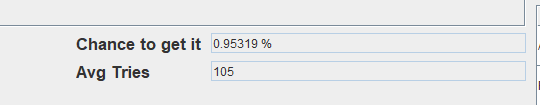 Chance to get it 0.95319 %
Avg Tries 105